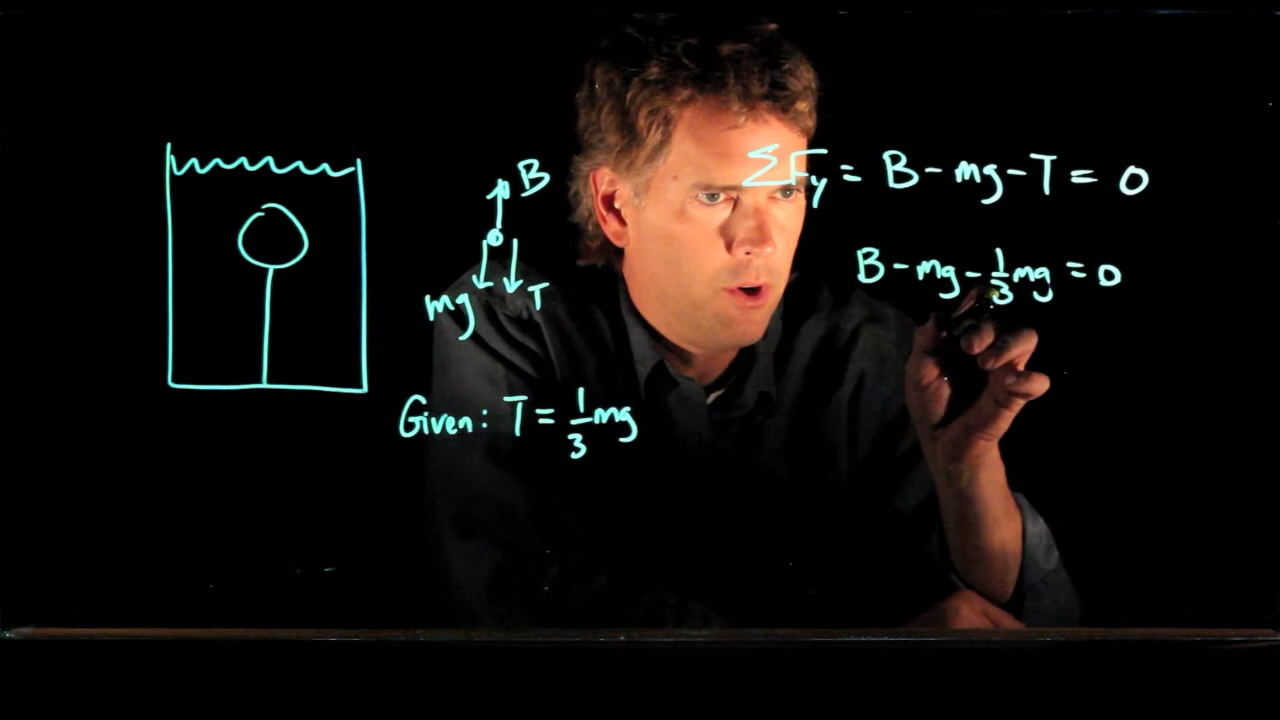 B
mg T
Given: T = 1/3 mg
ΣFy = B - mg - T = 0
B - mg - 1/3 mg = 0